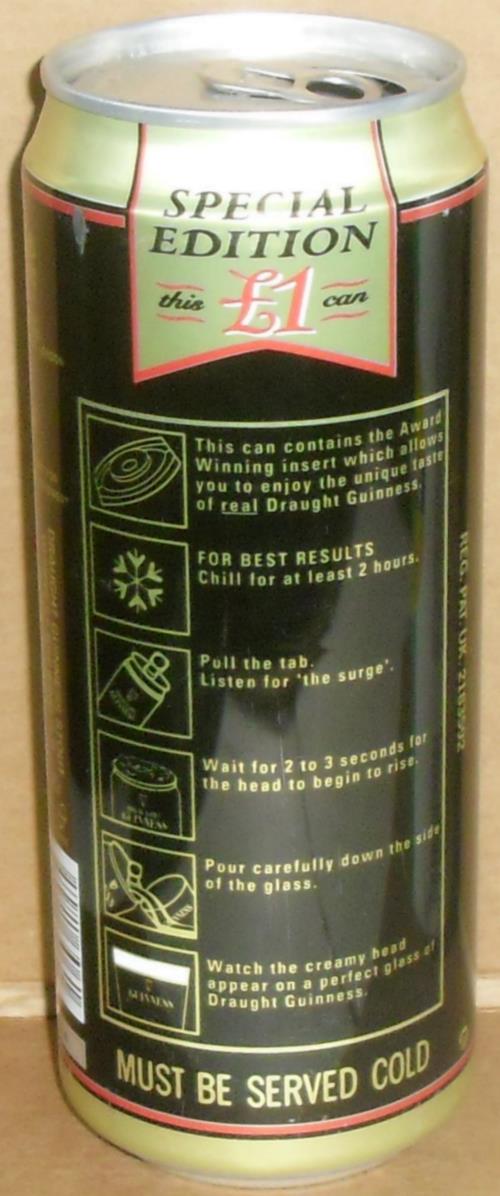 SPECIAL
EDITION
this £1 can
This can contains the Award
Winning insert which allows
you to enjoy the unique taste
of real Draught Guinness.
FOR BEST RESULTS
Chill for at least 2 hours.
Pull the tab.
Listen for 'the surge'.
Wait for 2 to 3 seconds for
the head to begin to rise.
GUINNESS
Pour carefully down the side
of the glass.
Watch the creamy head
appear on a perfect glass of
Draught Guinness.
GUINNESS
MUST BE SERVED COLD
REG. PAT. UK.